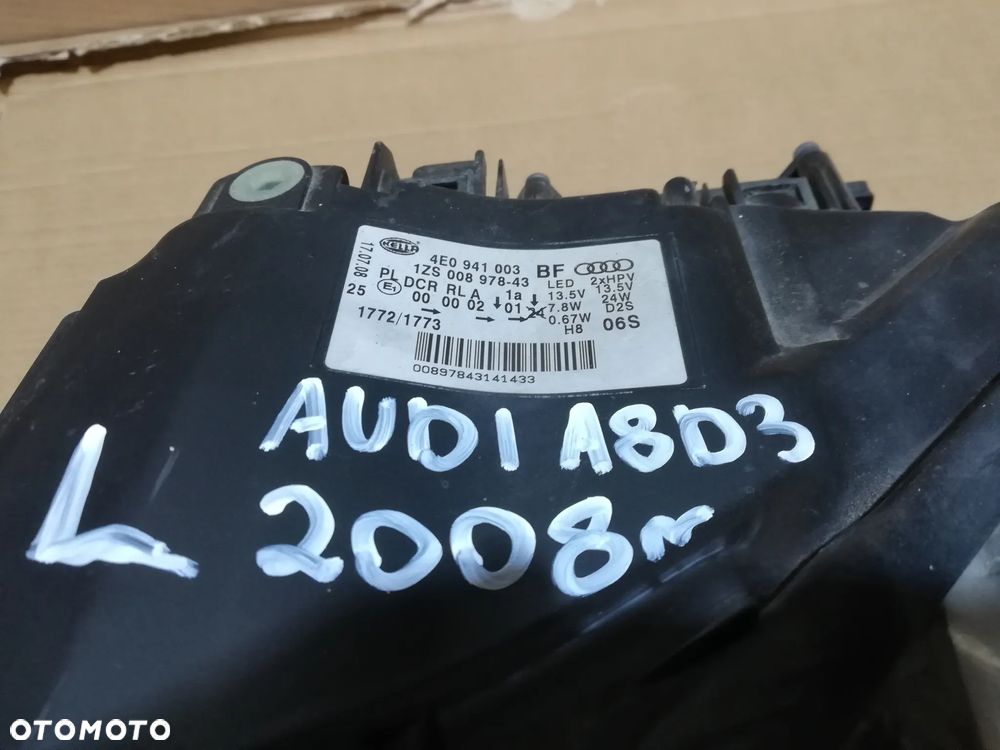 HELLA
17.07.08
4E0 941 003 BF
1ZS 008 978-43
LED 2xHPV
PL DCR RL A 1a 13.5V 13.5V
25 E1 00 00 02 01 24 7.8W 24W
0.67W D2S
1772/1773
H8 06S
00897843141433
AUDI A8D3
L 2008r
OTOMOTO